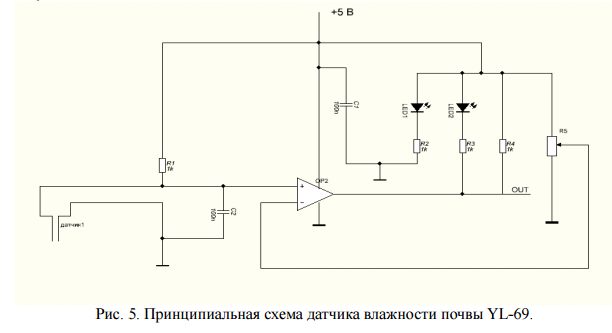 +5 В
C1
100n
LED1
LED2
R1
1k
R2
1k
R3
1k
R4
1k
R5
OP2
+
−
OUT
C2
100n
датчик1
Рис. 5. Принципиальная схема датчика влажности почвы YL-69.